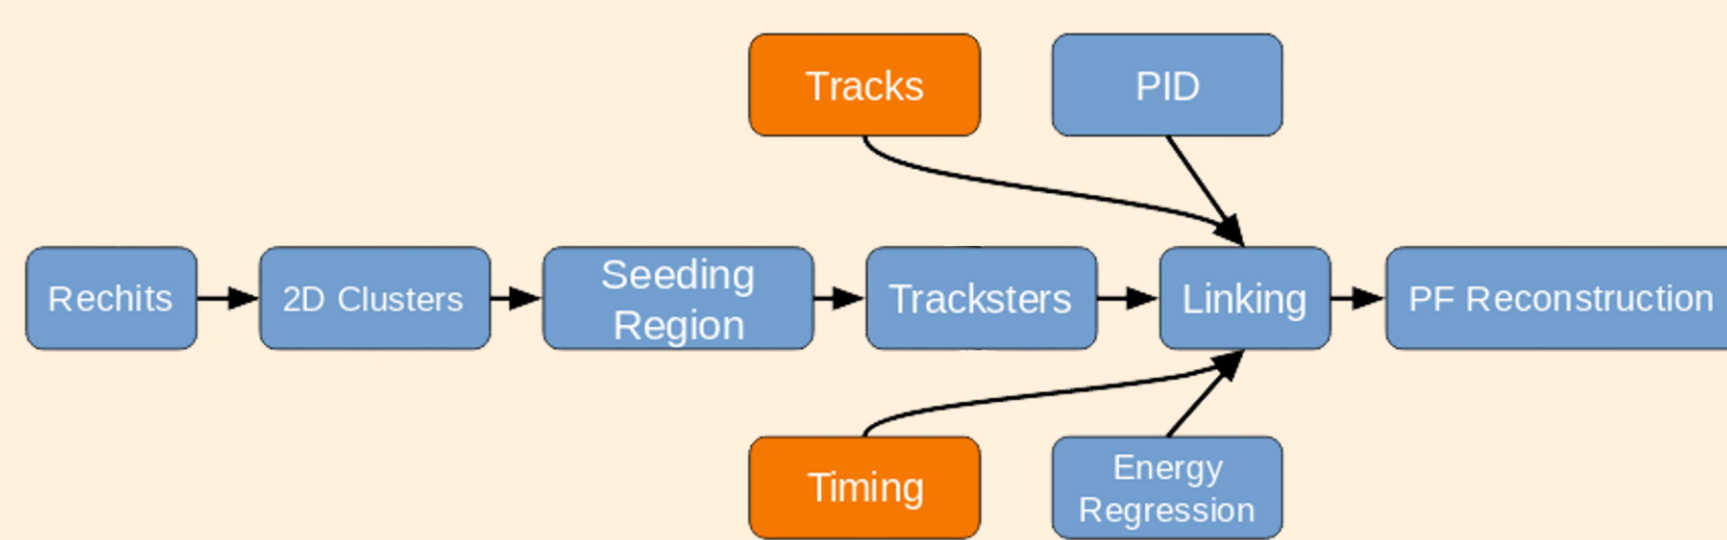 Tracks
PID
Rechits
2D Clusters
Seeding
Region
Tracksters
Linking
PF Reconstruction
Timing
Energy
Regression